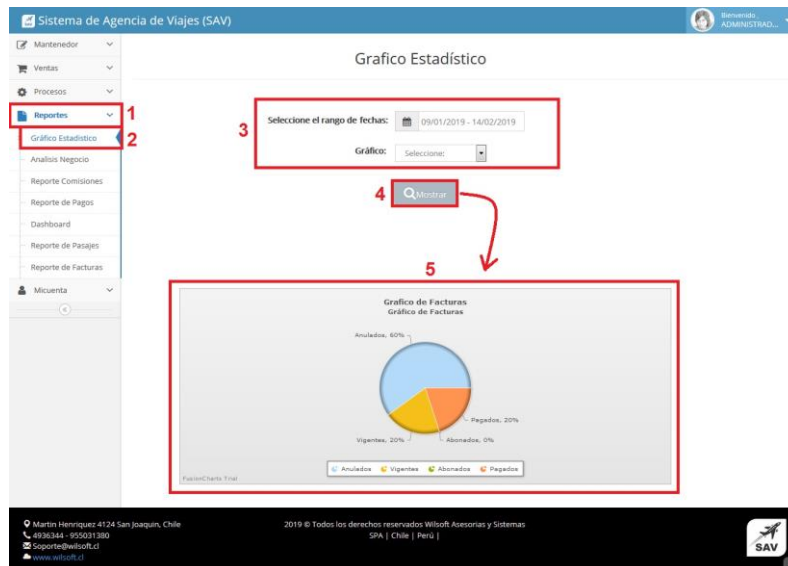 Sistema de Agencia de Viajes (SAV)
Bienvenido,
ADMINISTRAD...
Mantenedor
Ventas
Procesos
Reportes
1
Gráfico Estadístico
2
Analisis Negocio
Reporte Comisiones
Reporte de Pagos
Dashboard
Reporte de Pasajes
Reporte de Facturas
Micuenta
Grafico Estadístico
3
Seleccione el rango de fechas:
09/01/2019 - 14/02/2019
Gráfico:
Seleccione:
4
Mostrar
5
Grafico de Facturas
Gráfico de Facturas
Anulados, 60%
Pagados, 20%
Vigentes, 20%
Abonados, 0%
Anulados Vigentes Abonados Pagados
FusionCharts Trial
Martin Henriquez 4124 San Joaquin, Chile
4936344 - 955031380
Soporte@wilsoft.cl
www.wilsoft.cl
2019 © Todos los derechos reservados Wilsoft Asesorias y Sistemas
SPA | Chile | Perú |
SAV